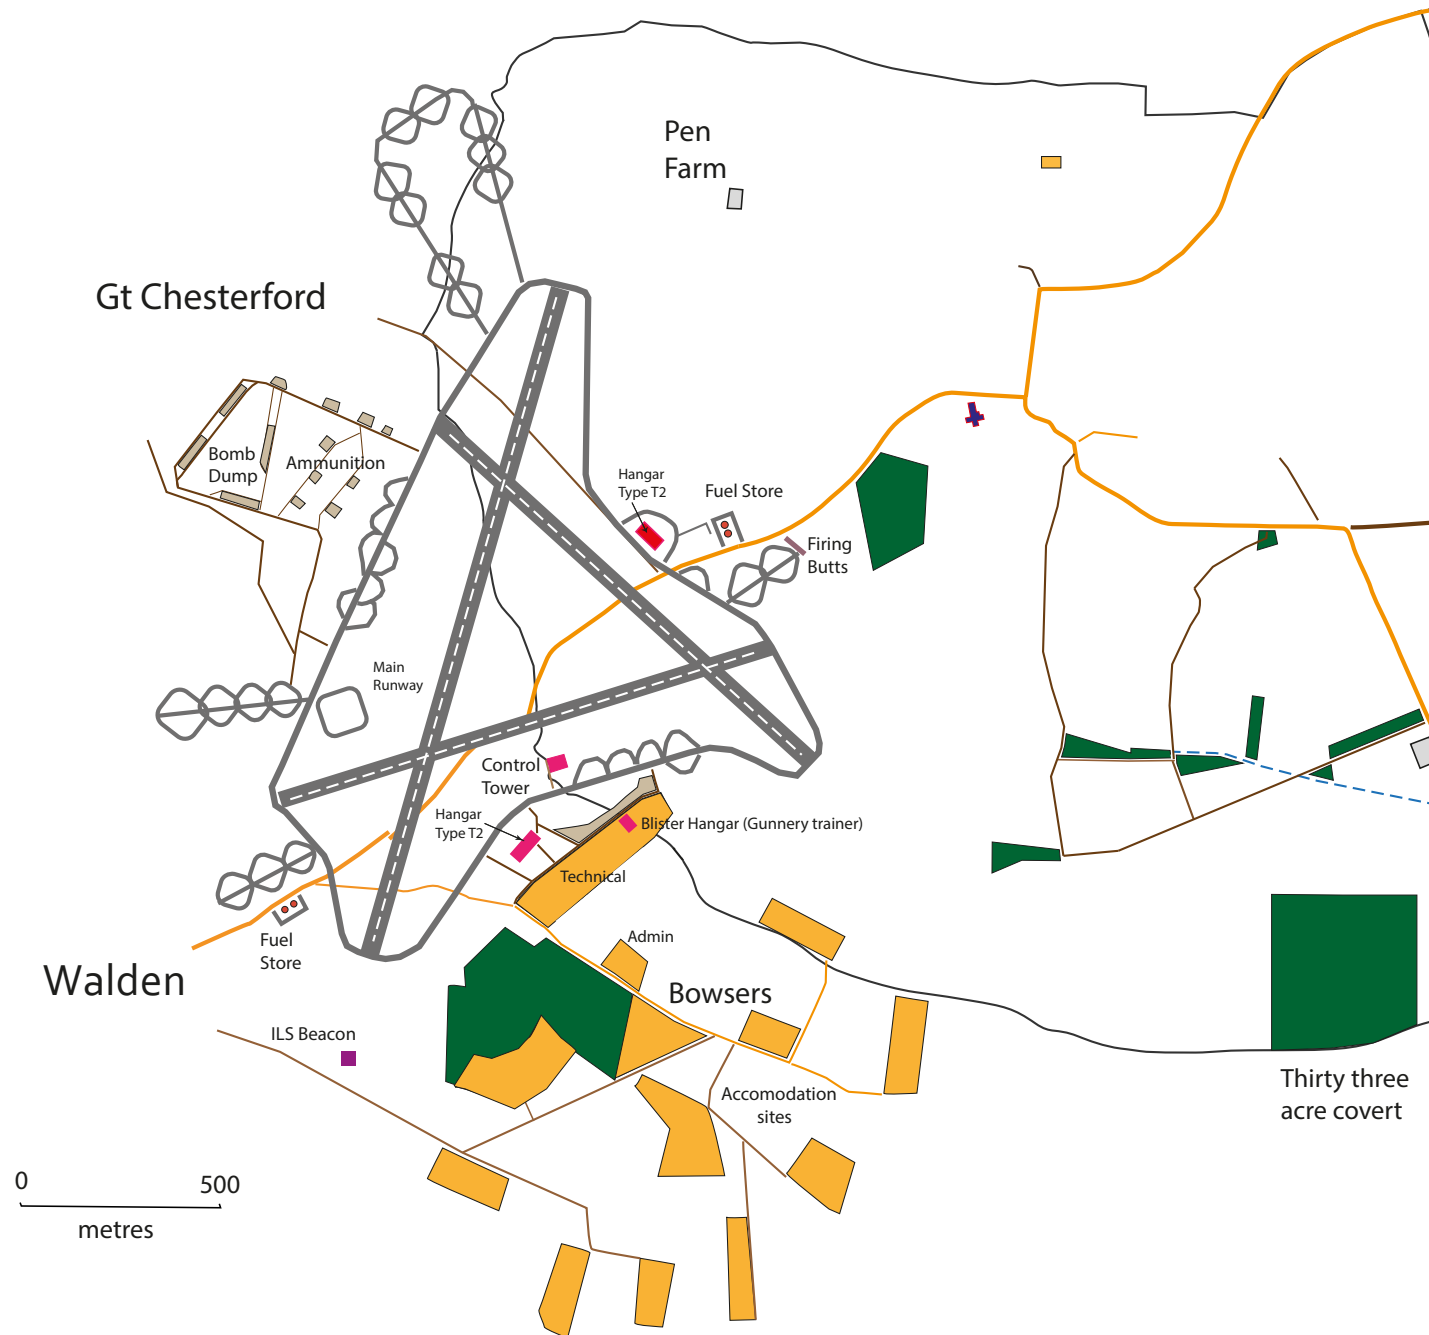 Pen
Farm
Gt Chesterford
Bomb
Dump
Ammunition
Hangar
Type T2
Fuel Store
Firing
Butts
Main
Runway
Control
Tower
Hangar
Type T2
Blister Hangar (Gunnery trainer)
Technical
Fuel
Store
Admin
Walden
Bowsers
ILS Beacon
Accomodation
sites
Thirty three
acre covert
0
500
metres